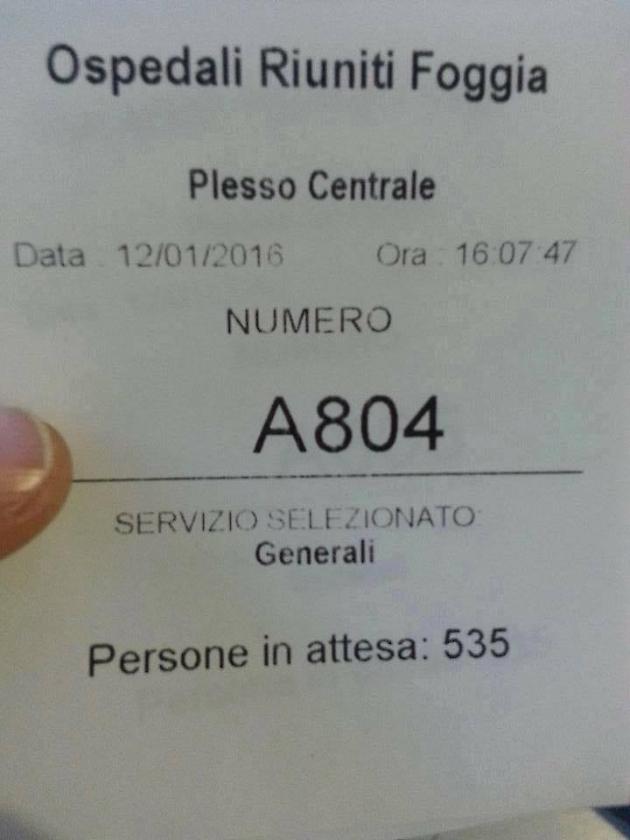 Ospedali Riuniti Foggia
Plesso Centrale
Data : 12/01/2016 Ora : 16:07:47
NUMERO
A804
SERVIZIO SELEZIONATO:
Generali
Persone in attesa: 535